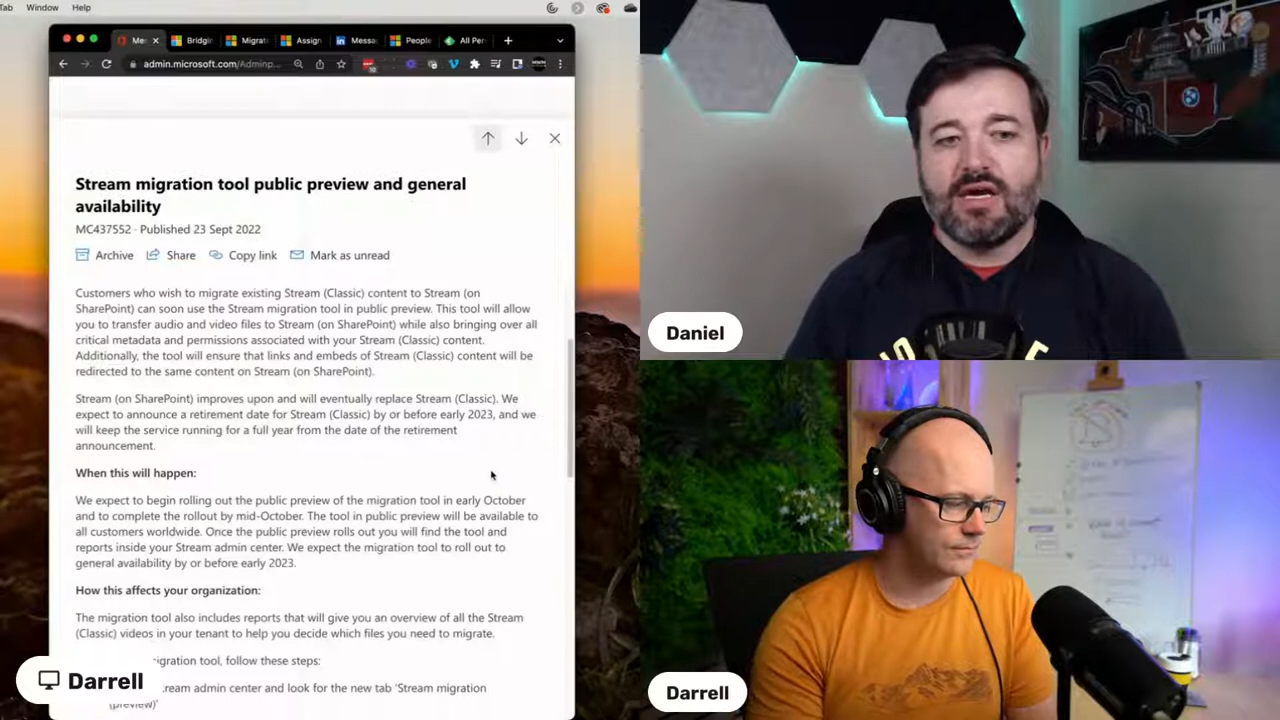 Tab Window Help
Me Bridgin Migrat Assign Messa People All Per
admin.microsoft.com/Adminp
Stream migration tool public preview and general
availability
MC437552 · Published 23 Sept 2022
Archive Share Copy link Mark as unread
Customers who wish to migrate existing Stream (Classic) content to Stream (on
SharePoint) can soon use the Stream migration tool in public preview. This tool will allow
you to transfer audio and video files to Stream (on SharePoint) while also bringing over all
critical metadata and permissions associated with your Stream (Classic) content.
Additionally, the tool will ensure that links and embeds of Stream (Classic) content will be
redirected to the same content on Stream (on SharePoint).
Stream (on SharePoint) improves upon and will eventually replace Stream (Classic). We
expect to announce a retirement date for Stream (Classic) by or before early 2023, and we
will keep the service running for a full year from the date of the retirement
announcement.
When this will happen:
We expect to begin rolling out the public preview of the migration tool in early October
and to complete the rollout by mid-October. The tool in public preview will be available to
all customers worldwide. Once the public preview rolls out you will find the tool and
reports inside your Stream admin center. We expect the migration tool to roll out to
general availability by or before early 2023.
How this affects your organization:
The migration tool also includes reports that will give you an overview of all the Stream
(Classic) videos in your tenant to help you decide which files you need to migrate.
igration tool, follow these steps:
ream admin center and look for the new tab 'Stream migration
(preview)'
Darrell
Daniel
Darrell